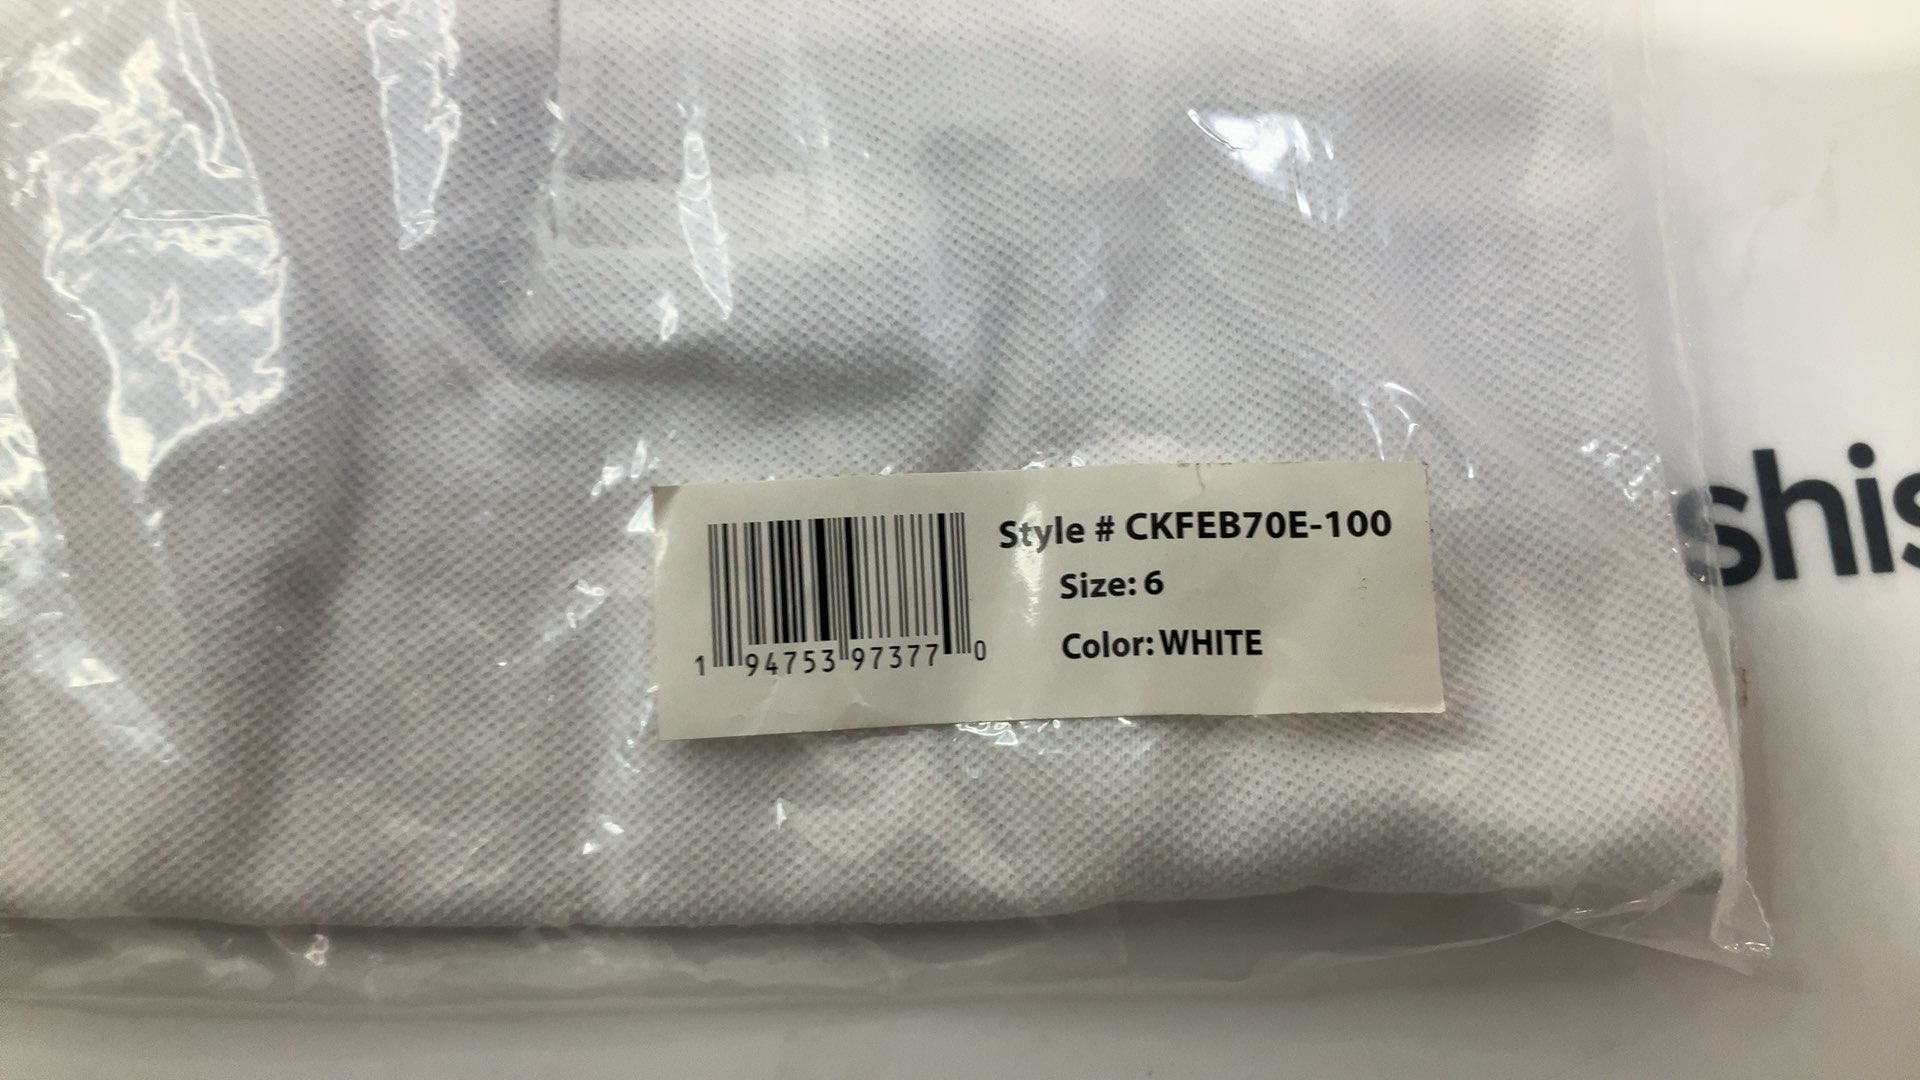 Style # CKFEB70E-100
Size: 6
Color: WHITE
1 94753 97377 0
shis